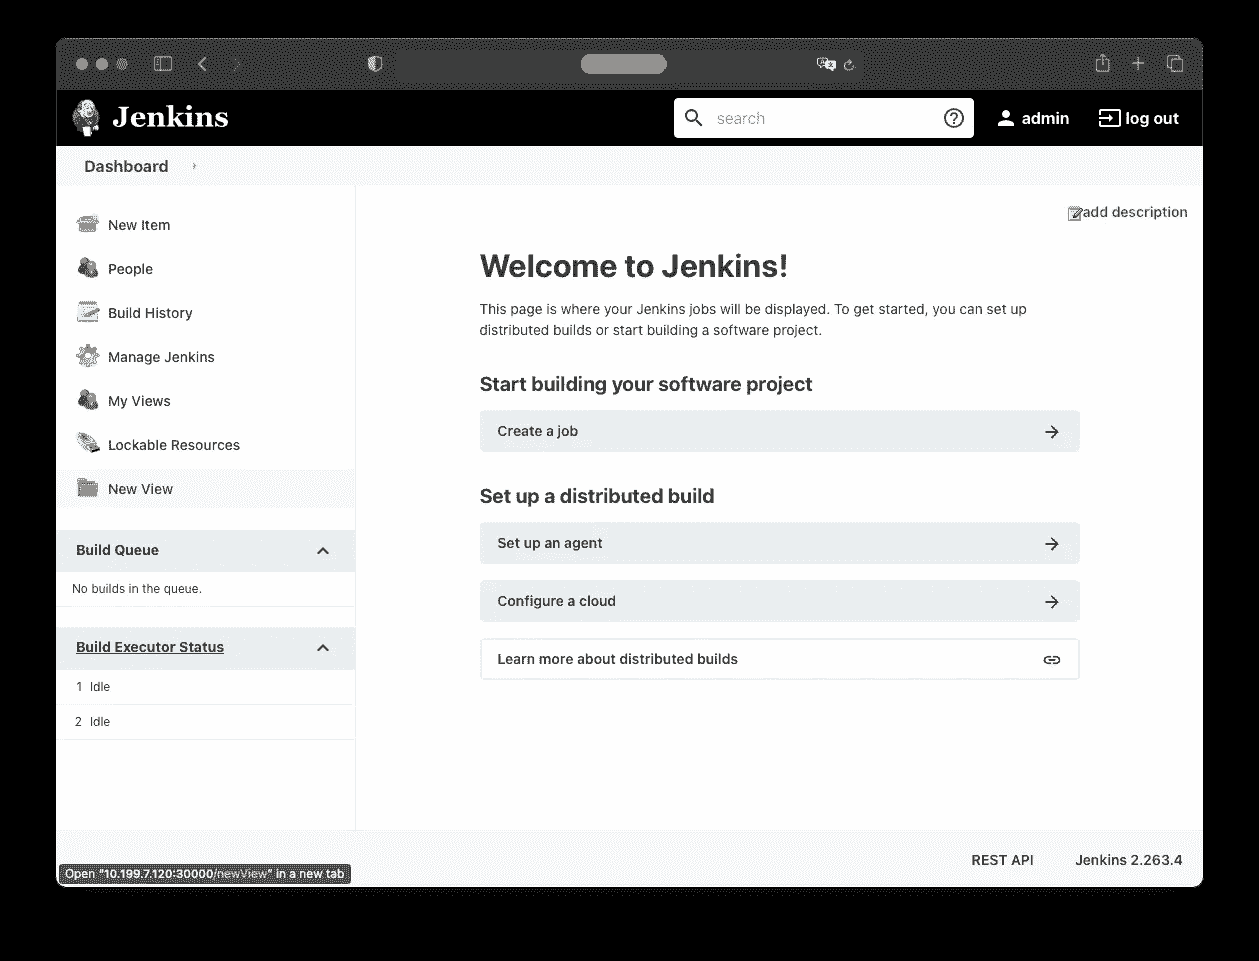 Jenkins
search
admin
log out
Dashboard
New Item
People
Build History
Manage Jenkins
My Views
Lockable Resources
New View
Build Queue
No builds in the queue.
Build Executor Status
1 Idle
2 Idle
add description
Welcome to Jenkins!
This page is where your Jenkins jobs will be displayed. To get started, you can set up
distributed builds or start building a software project.
Start building your software project
Create a job
Set up a distributed build
Set up an agent
Configure a cloud
Learn more about distributed builds
REST API
Jenkins 2.263.4
Open "10.199.7.120:30000/newView" in a new tab